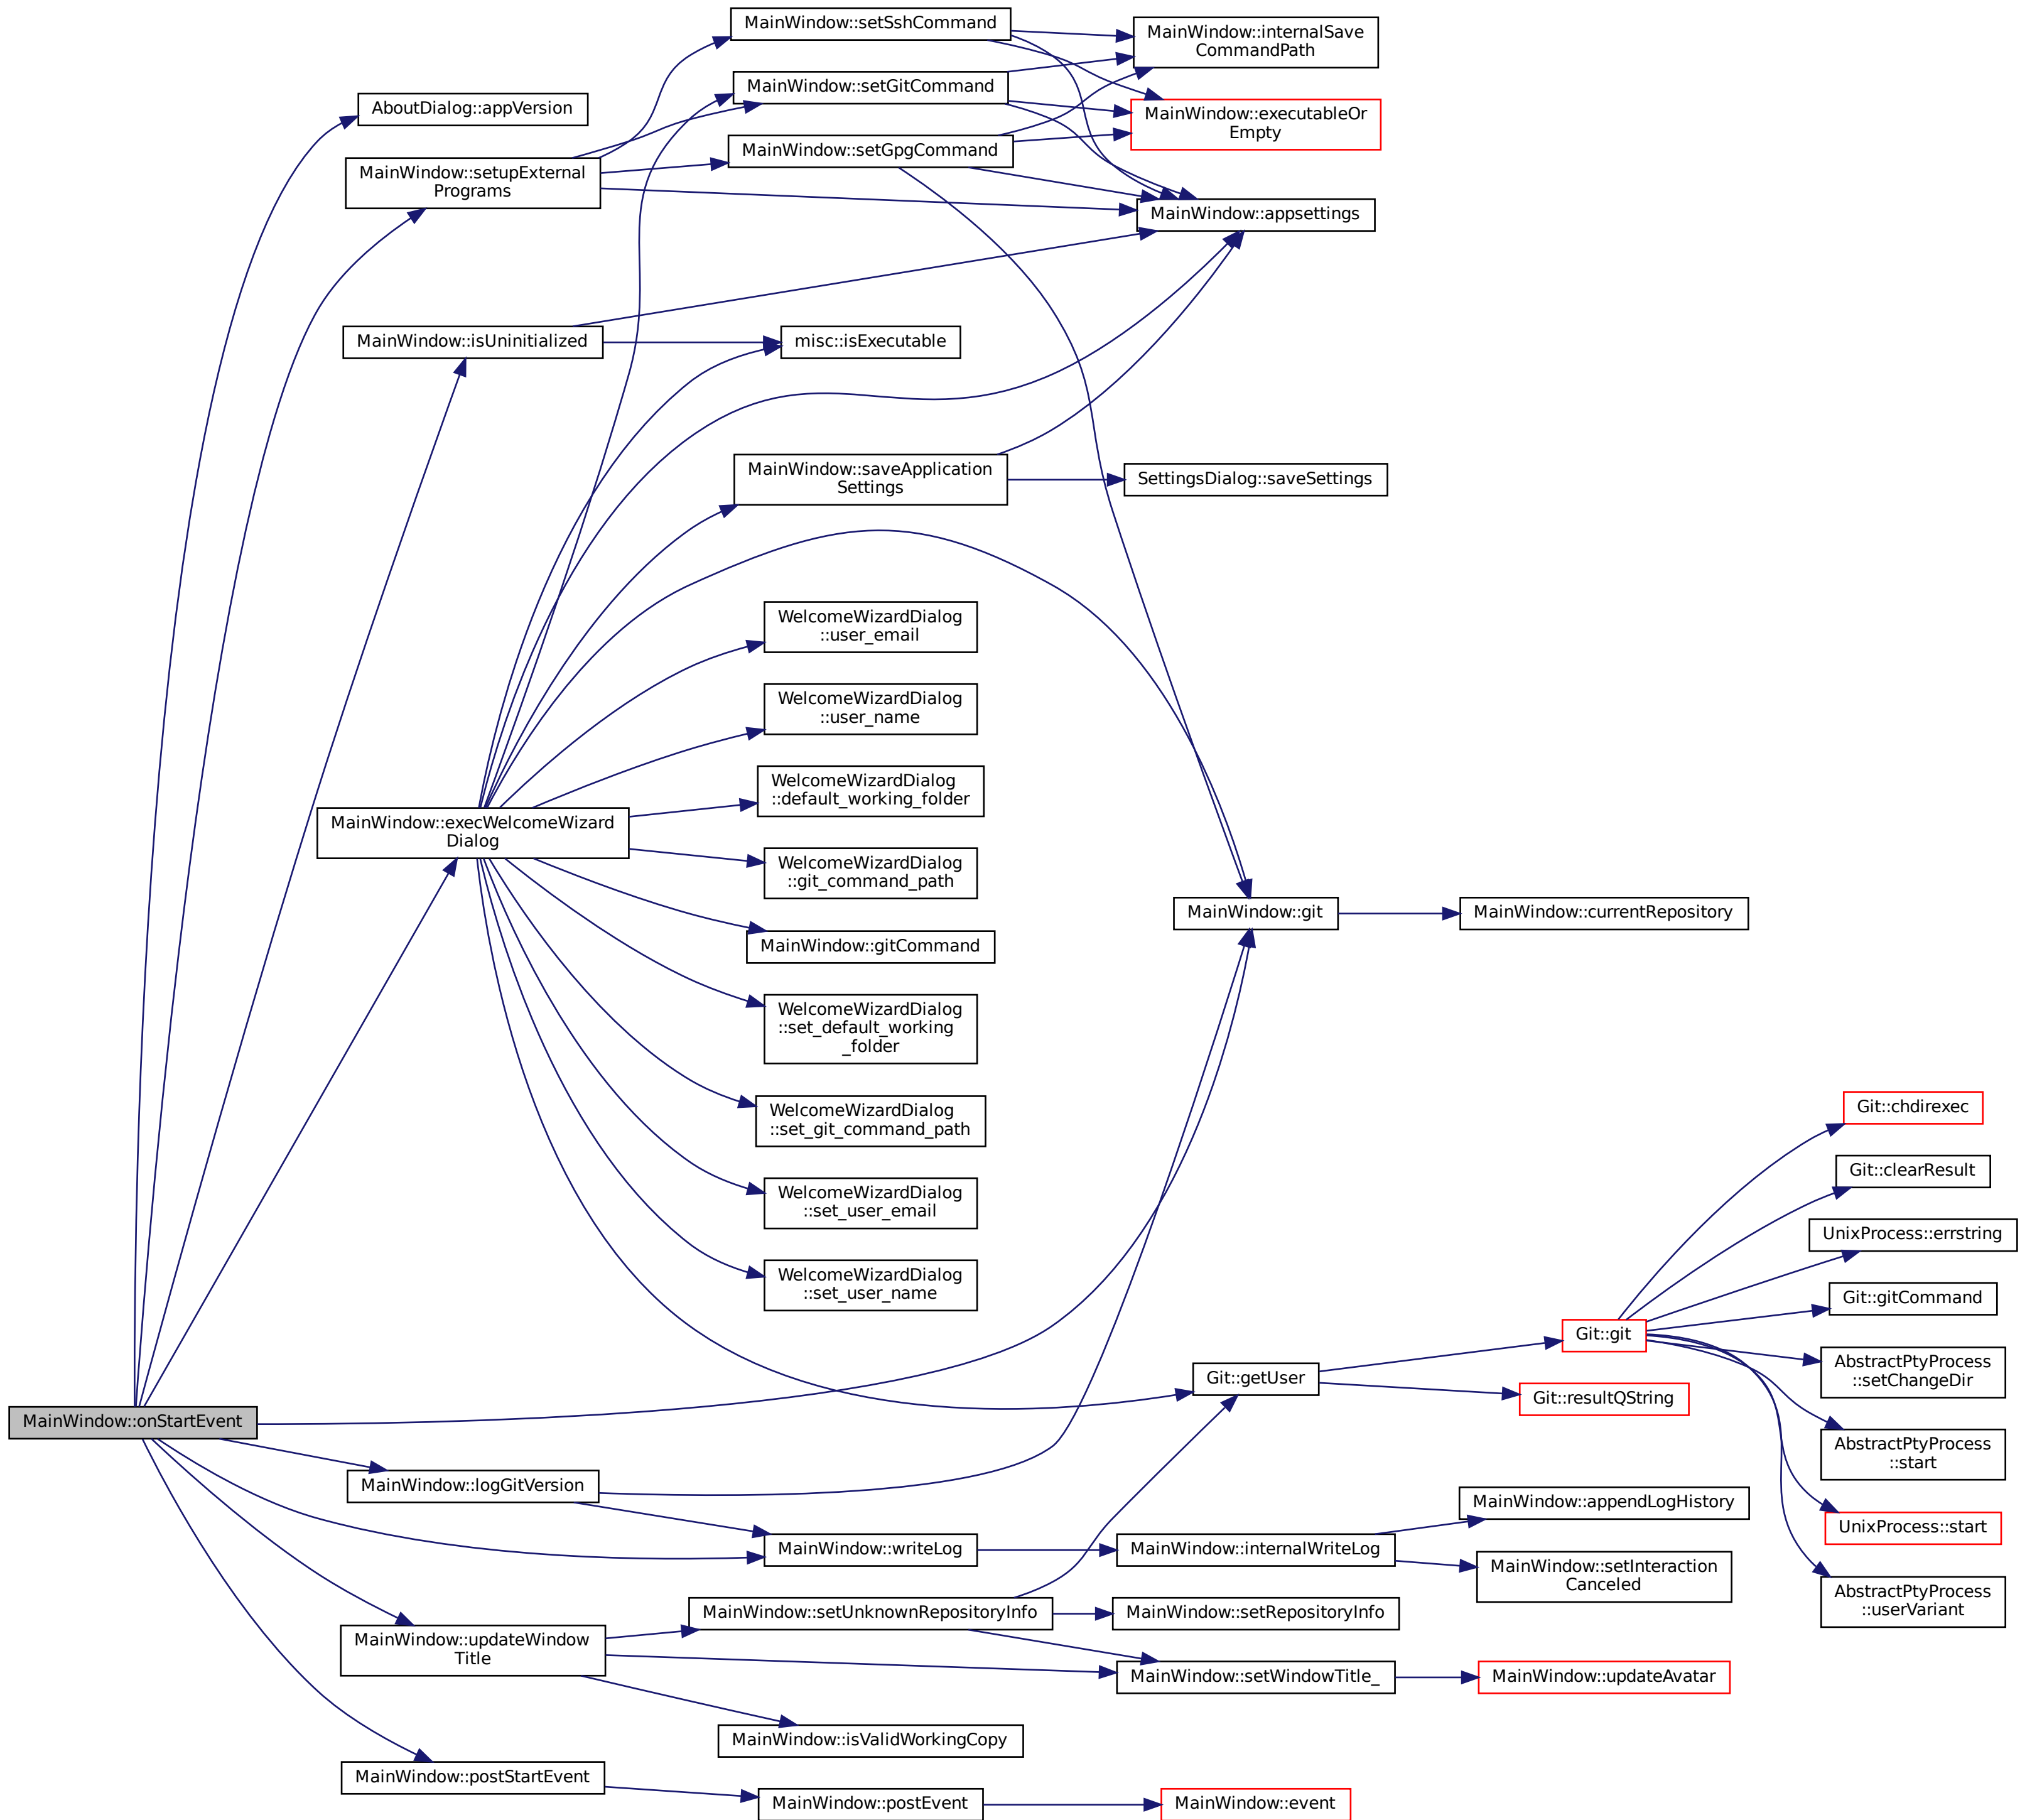 MainWindow::setSshCommand
MainWindow::internalSave
CommandPath
MainWindow::setGitCommand
AboutDialog::appVersion
MainWindow::executableOr
Empty
MainWindow::setGpgCommand
MainWindow::setupExternal
Programs
MainWindow::appsettings
MainWindow::isUninitialized
misc::isExecutable
MainWindow::saveApplication
Settings
SettingsDialog::saveSettings
WelcomeWizardDialog
::user_email
WelcomeWizardDialog
::user_name
WelcomeWizardDialog
::default_working_folder
MainWindow::execWelcomeWizard
Dialog
WelcomeWizardDialog
::git_command_path
MainWindow::git
MainWindow::currentRepository
MainWindow::gitCommand
WelcomeWizardDialog
::set_default_working
_folder
WelcomeWizardDialog
::set_git_command_path
Git::chdirexec
Git::clearResult
WelcomeWizardDialog
::set_user_email
UnixProcess::errstring
WelcomeWizardDialog
::set_user_name
Git::gitCommand
Git::git
AbstractPtyProcess
::setChangeDir
Git::getUser
Git::resultQString
MainWindow::onStartEvent
AbstractPtyProcess
::start
MainWindow::logGitVersion
MainWindow::appendLogHistory
UnixProcess::start
MainWindow::writeLog
MainWindow::internalWriteLog
MainWindow::setInteraction
Canceled
AbstractPtyProcess
::userVariant
MainWindow::setUnknownRepositoryInfo
MainWindow::setRepositoryInfo
MainWindow::updateWindow
Title
MainWindow::setWindowTitle_
MainWindow::updateAvatar
MainWindow::isValidWorkingCopy
MainWindow::postStartEvent
MainWindow::postEvent
MainWindow::event